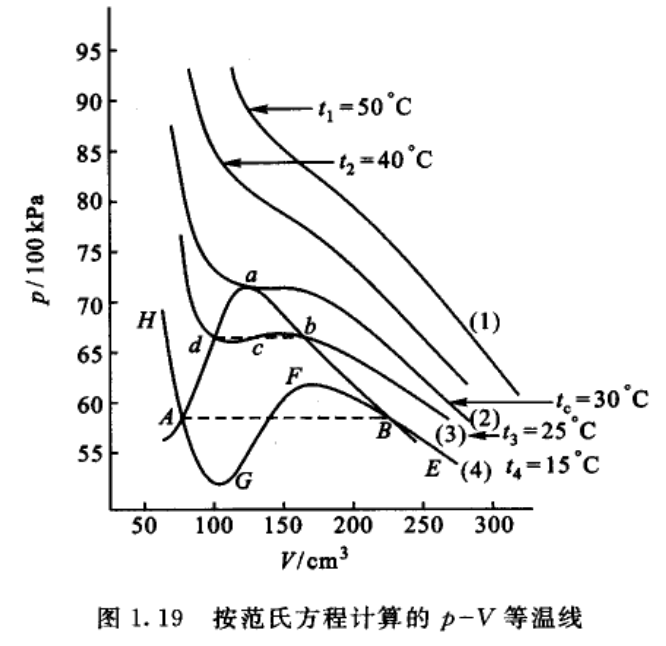 95
90
85
80
75
70
65
60
55
p/100 kPa
t₁=50℃
t₂=40℃
a
H
d
c
b
(1)
F
A
B
G
E
t_c=30℃
(2)
(3)
t₃=25℃
(4)
t₄=15℃
50 100 150 200 250 300
V/cm³
图 1.19 按范氏方程计算的 p-V 等温线